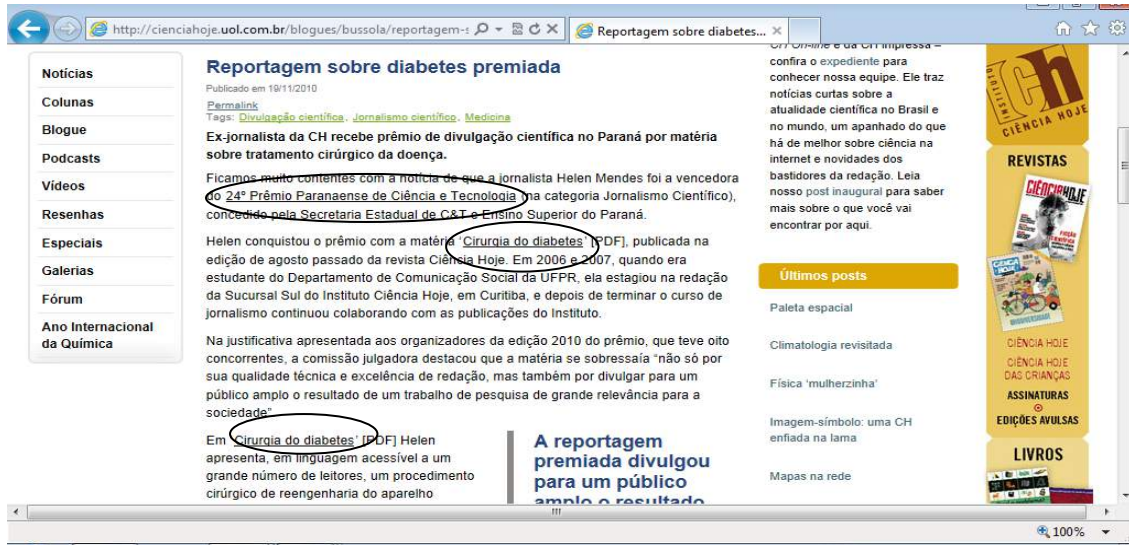 http://cienciahoje.uol.com.br/blogues/bussola/reportagem-s
Reportagem sobre diabetes...
Notícias
Colunas
Blogue
Podcasts
Vídeos
Resenhas
Especiais
Galerias
Fórum
Ano Internacional
da Química
Reportagem sobre diabetes premiada
Publicado em 19/11/2010
Permalink
Tags: Divulgação científica, Jornalismo científico, Medicina
Ex-jornalista da CH recebe prêmio de divulgação científica no Paraná por matéria
sobre tratamento cirúrgico da doença.
Ficamos muito contentes com a notícia de que a jornalista Helen Mendes foi a vencedora
do 24º Prêmio Paranaense de Ciência e Tecnologia (na categoria Jornalismo Científico),
concedido pela Secretaria Estadual de C&T e Ensino Superior do Paraná.
Helen conquistou o prêmio com a matéria 'Cirurgia do diabetes' [PDF], publicada na
edição de agosto passado da revista Ciência Hoje. Em 2006 e 2007, quando era
estudante do Departamento de Comunicação Social da UFPR, ela estagiou na redação
da Sucursal Sul do Instituto Ciência Hoje, em Curitiba, e depois de terminar o curso de
jornalismo continuou colaborando com as publicações do Instituto.
Na justificativa apresentada aos organizadores da edição 2010 do prêmio, que teve oito
concorrentes, a comissão julgadora destacou que a matéria se sobressaía "não só por
sua qualidade técnica e excelência de redação, mas também por divulgar para um
público amplo o resultado de um trabalho de pesquisa de grande relevância para a
sociedade"
Em 'Cirurgia do diabetes' [PDF] Helen
apresenta, em linguagem acessível a um
grande número de leitores, um procedimento
cirúrgico de reengenharia do aparelho
A reportagem
premiada divulgou
para um público
amplo o resultado
CH On-line e da CH impressa –
confira o expediente para
conhecer nossa equipe. Ele traz
notícias curtas sobre a
atualidade científica no Brasil e
no mundo, um apanhado do que
há de melhor sobre ciência na
internet e novidades dos
bastidores da redação. Leia
nosso post inaugural para saber
mais sobre o que você vai
encontrar por aqui.
Últimos posts
Paleta espacial
Climatologia revisitada
Física 'mulherzinha'
Imagem-símbolo: uma CH
enfiada na lama
Mapas na rede
Ch
CIÊNCIA HOJE
REVISTAS
CIÊNCIAHOJE
CIÊNCIA HOJE
CIÊNCIA HOJE
DAS CRIANÇAS
ASSINATURAS
EDIÇÕES AVULSAS
LIVROS
100%